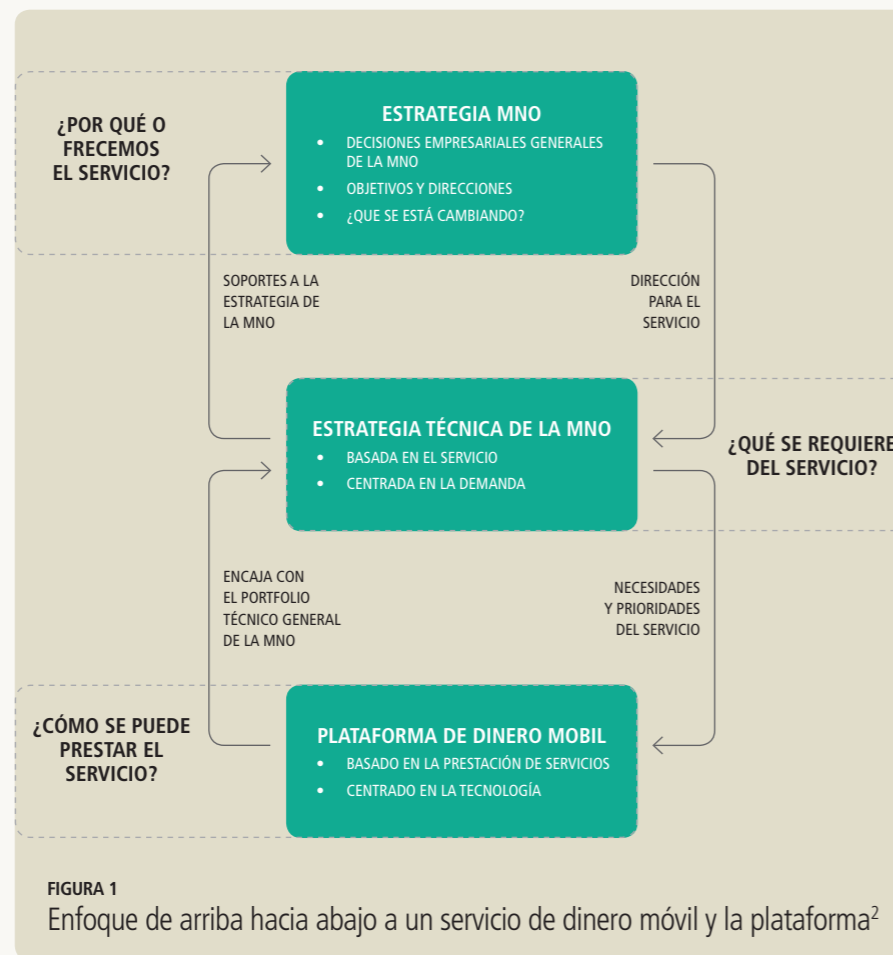 ¿POR QUÉ O
FRECEMOS
EL SERVICIO?
ESTRATEGIA MNO
• DECISIONES EMPRESARIALES GENERALES
DE LA MNO
• OBJETIVOS Y DIRECCIONES
• ¿QUE SE ESTÁ CAMBIANDO?
SOPORTES A LA
ESTRATEGIA DE
LA MNO
DIRECCIÓN
PARA EL
SERVICIO
ESTRATEGIA TÉCNICA DE LA MNO
• BASADA EN EL SERVICIO
• CENTRADA EN LA DEMANDA
¿QUÉ SE REQUIERE
DEL SERVICIO?
ENCAJA CON
EL PORTFOLIO
TÉCNICO GENERAL
DE LA MNO
NECESIDADES
Y PRIORIDADES
DEL SERVICIO
¿CÓMO SE PUEDE
PRESTAR EL
SERVICIO?
PLATAFORMA DE DINERO MOBIL
• BASADO EN LA PRESTACIÓN DE SERVICIOS
• CENTRADO EN LA TECNOLOGÍA
FIGURA 1
Enfoque de arriba hacia abajo a un servicio de dinero móvil y la plataforma²